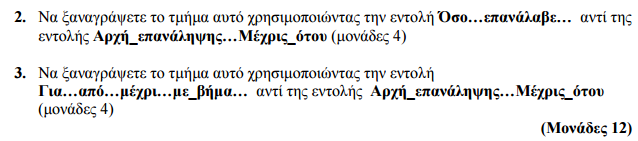 2. Να ξαναγράψετε το τμήμα αυτό χρησιμοποιώντας την εντολή Όσο…επανάλαβε… αντί της
εντολής Αρχή_επανάληψης…Μέχρις_ότου (μονάδες 4)
3. Να ξαναγράψετε το τμήμα αυτό χρησιμοποιώντας την εντολή
Για…από…μέχρι…με_βήμα… αντί της εντολής Αρχή_επανάληψης…Μέχρις_ότου
(μονάδες 4)
(Μονάδες 12)